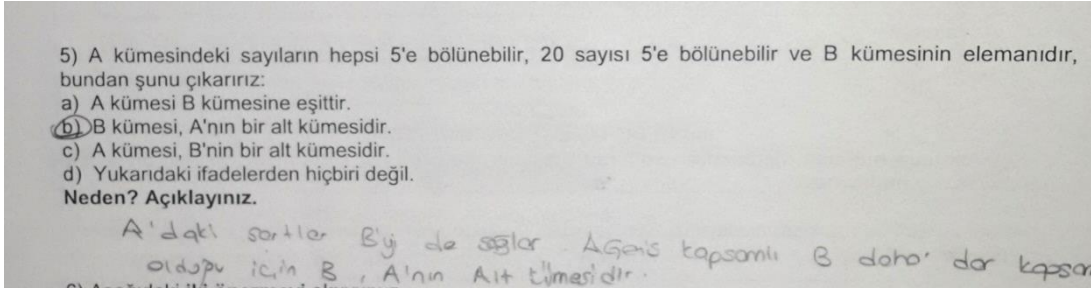 5) A kümesindeki sayıların hepsi 5'e bölünebilir, 20 sayısı 5'e bölünebilir ve B kümesinin elemanıdır,
bundan şunu çıkarırız:
a) A kümesi B kümesine eşittir.
b) B kümesi, A'nın bir alt kümesidir.
c) A kümesi, B'nin bir alt kümesidir.
d) Yukarıdaki ifadelerden hiçbiri değil.
Neden? Açıklayınız.
A'daki şartlar B'yi de sağlar. A Geniş kapsamlı B daha dar
olduğu için B, A'nın Alt kümesidir.